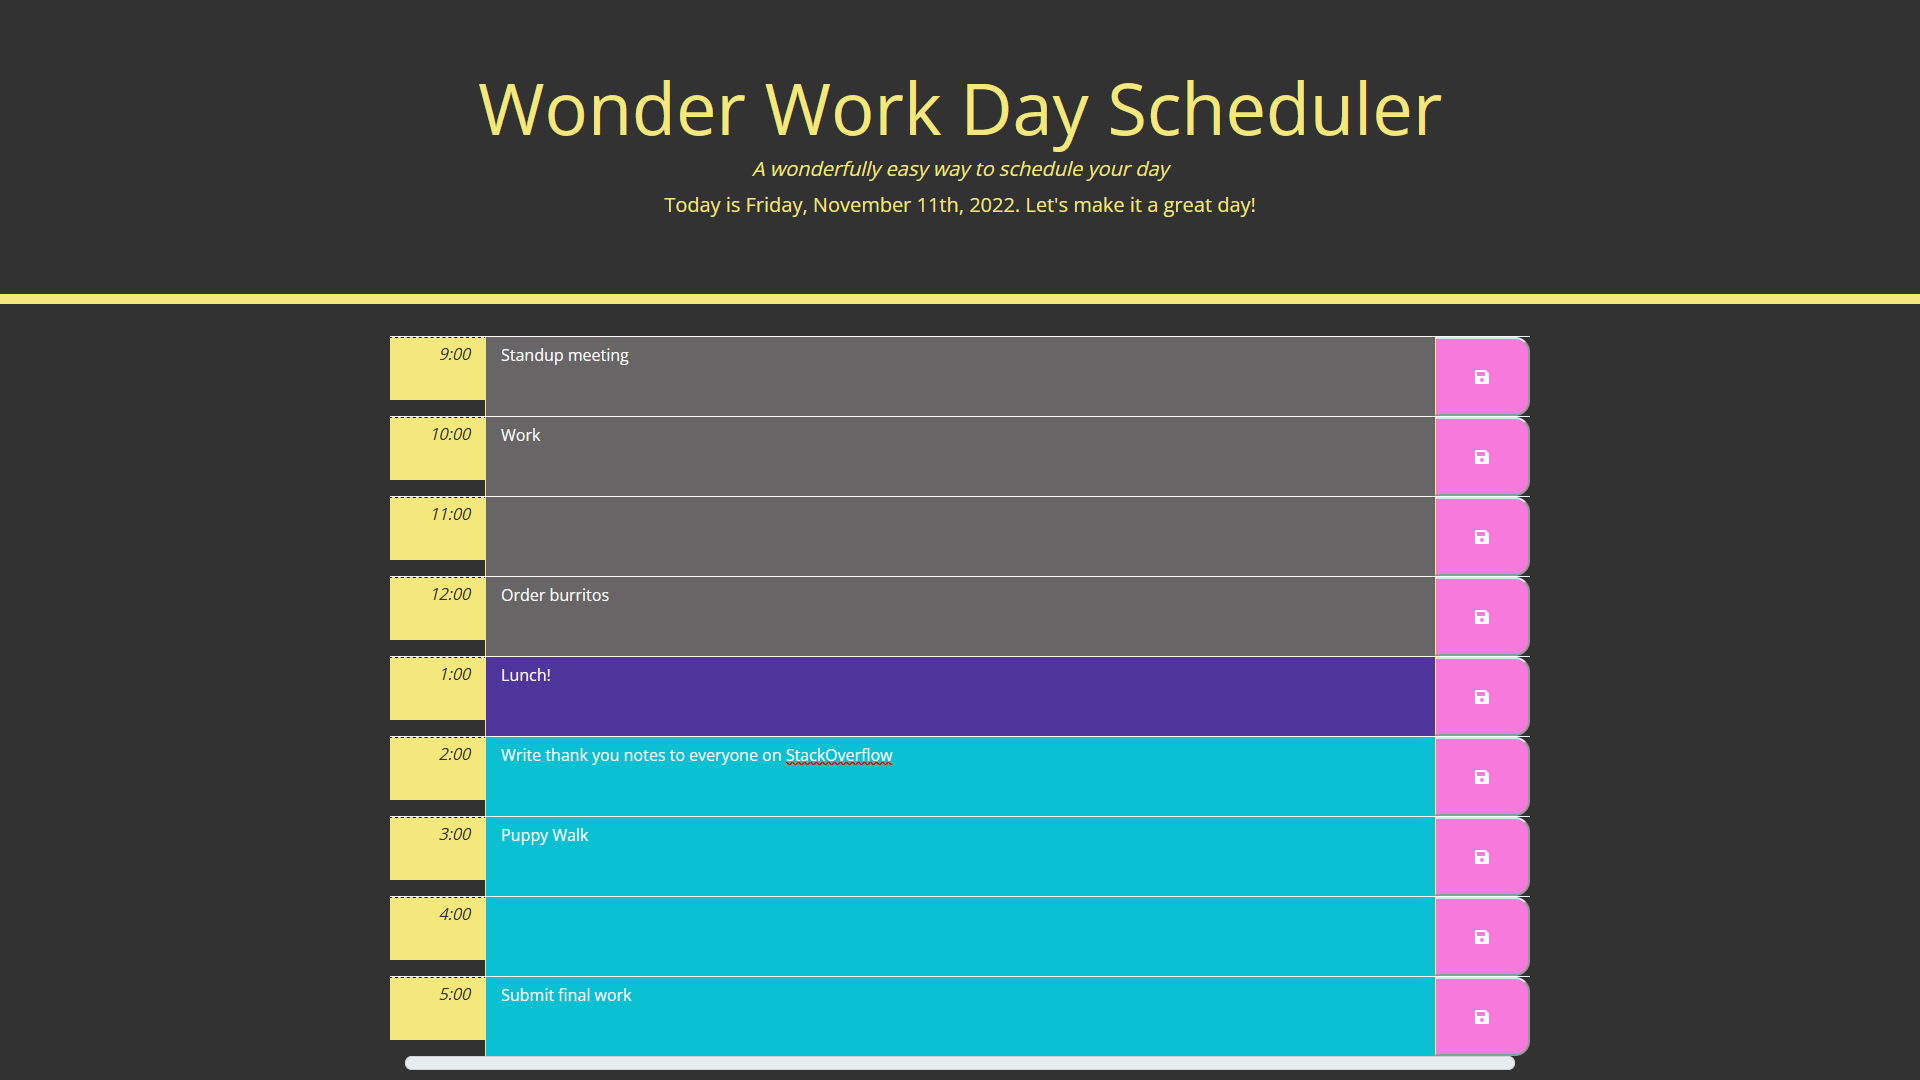 Wonder Work Day Scheduler
A wonderfully easy way to schedule your day
Today is Friday, November 11th, 2022. Let's make it a great day!
9:00 Standup meeting
10:00 Work
11:00
12:00 Order burritos
1:00 Lunch!
2:00 Write thank you notes to everyone on StackOverflow
3:00 Puppy Walk
4:00
5:00 Submit final work